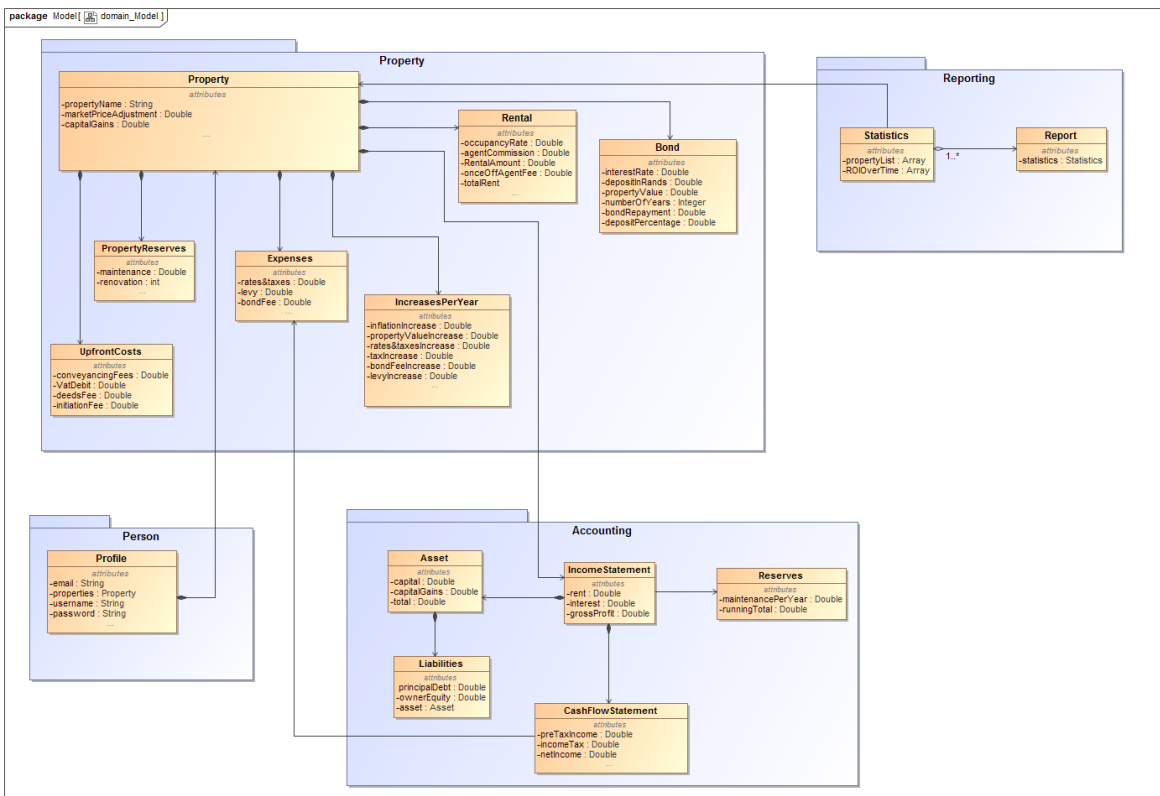 package Model[ domain_Model ]
Property
Property
attributes
-propertyName : String
-marketPriceAdjustment : Double
-capitalGains : Double
...
Rental
attributes
-occupancyRate : Double
-agentCommission : Double
-RentalAmount : Double
-onceOffAgentFee : Double
-totalRent
...
Bond
attributes
-interestRate : Double
-depositInRands : Double
-propertyValue : Double
-numberOfYears : Integer
-bondRepayment : Double
-depositPercentage : Double
PropertyReserves
attributes
-maintenance : Double
-renovation : int
...
Expenses
attributes
-rates&taxes : Double
-levy : Double
-bondFee : Double
...
IncreasesPerYear
attributes
-inflationIncrease : Double
-propertyValueIncrease : Double
-rates&taxesIncrease : Double
-taxIncrease : Double
-bondFeeIncrease : Double
-levyIncrease : Double
...
UpfrontCosts
attributes
-conveyancingFees : Double
-VatDebit : Double
-deedsFee : Double
-initiationFee : Double
Reporting
Statistics
attributes
-propertyList : Array
-ROIOverTime : Array
1..*
Report
attributes
-statistics : Statistics
Person
Profile
attributes
-email : String
-properties : Property
-username : String
-password : String
...
Accounting
Asset
attributes
-capital : Double
-capitalGains : Double
-total : Double
IncomeStatement
attributes
-rent : Double
-interest : Double
-grossProfit : Double
Reserves
attributes
-maintenancePerYear : Double
-runningTotal : Double
Liabilities
attributes
principalDebt : Double
-ownerEquity : Double
-asset : Asset
CashFlowStatement
attributes
-preTaxIncome : Double
-incomeTax : Double
-netIncome : Double
...